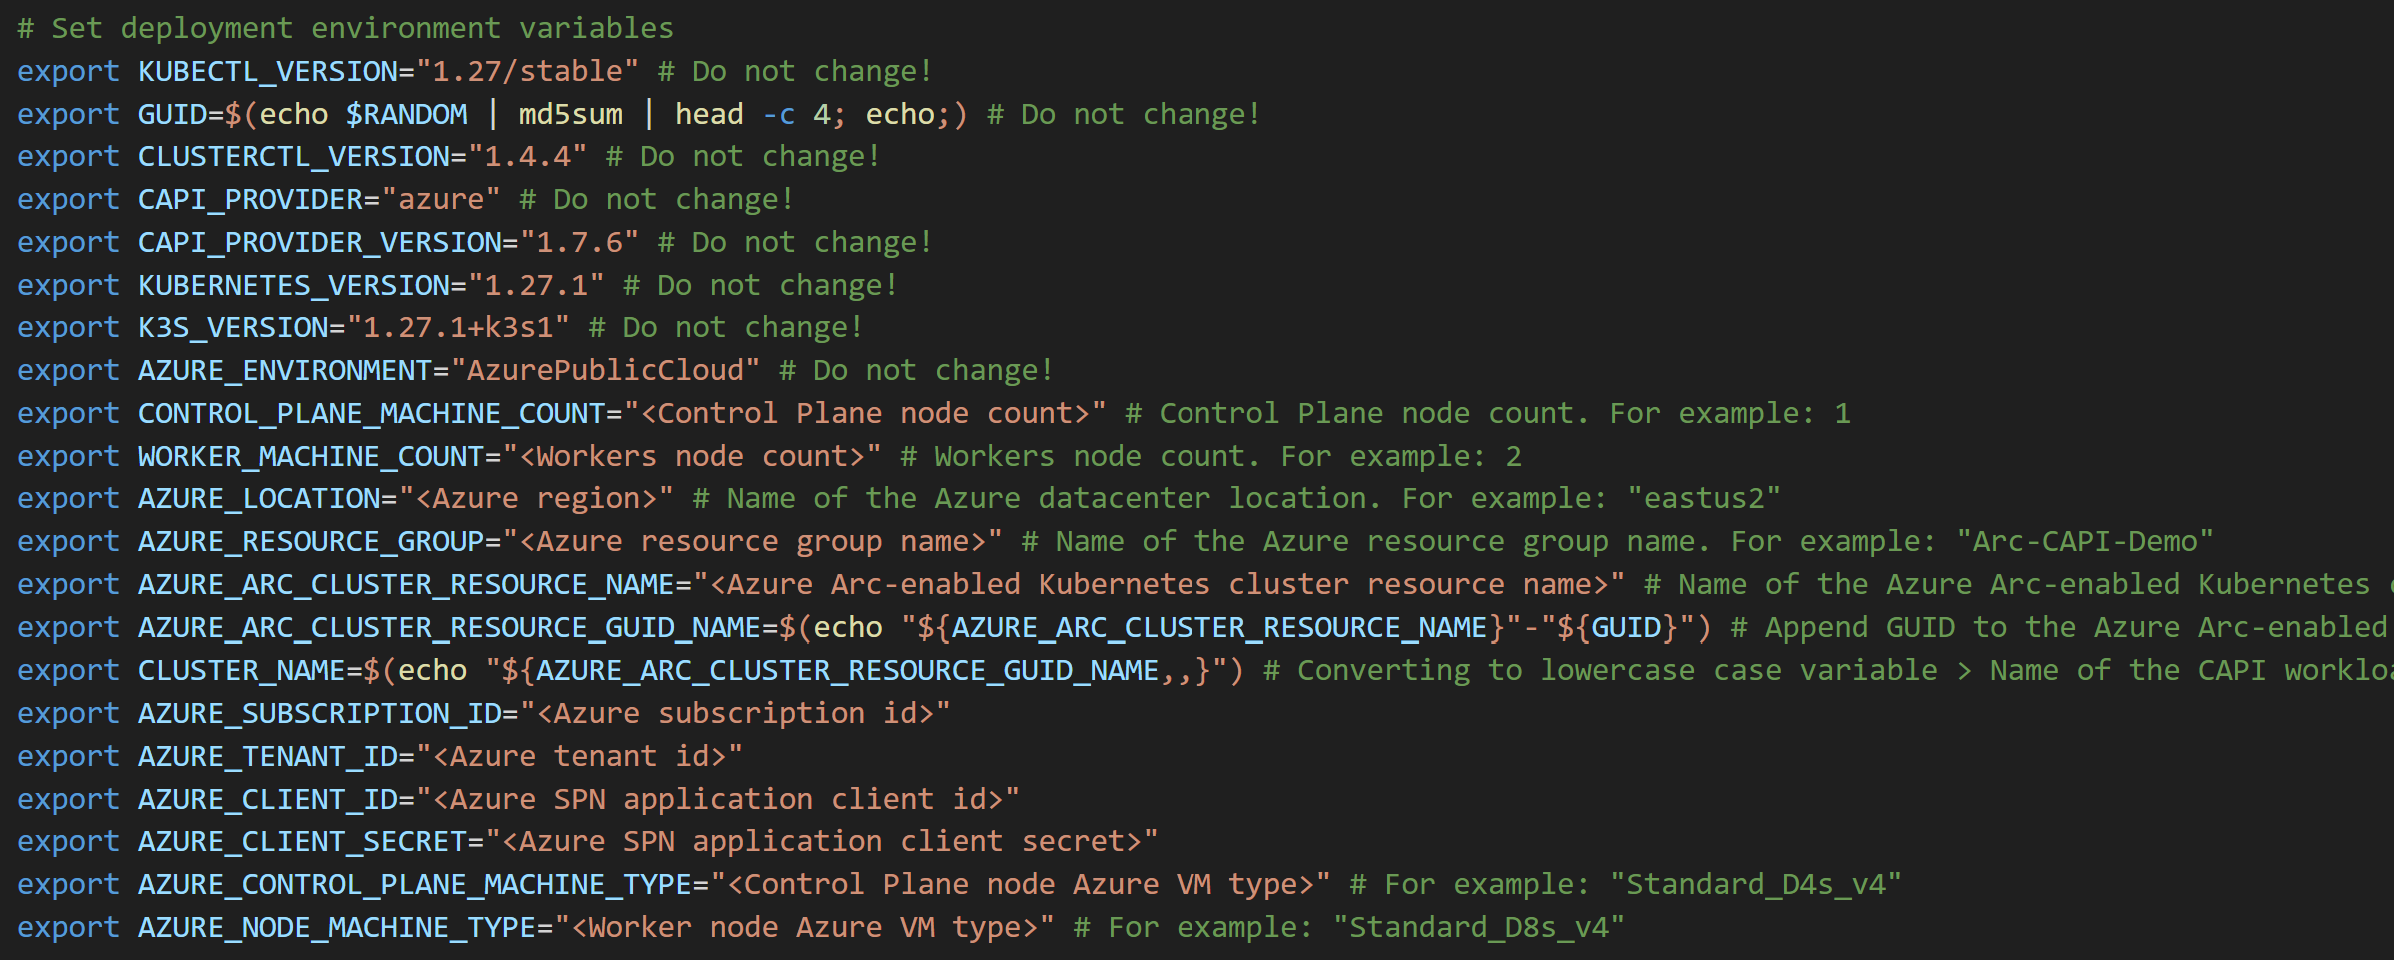 # Set deployment environment variables
export KUBECTL_VERSION="1.27/stable" # Do not change!
export GUID=$(echo $RANDOM | md5sum | head -c 4; echo;) # Do not change!
export CLUSTERCTL_VERSION="1.4.4" # Do not change!
export CAPI_PROVIDER="azure" # Do not change!
export CAPI_PROVIDER_VERSION="1.7.6" # Do not change!
export KUBERNETES_VERSION="1.27.1" # Do not change!
export K3S_VERSION="1.27.1+k3s1" # Do not change!
export AZURE_ENVIRONMENT="AzurePublicCloud" # Do not change!
export CONTROL_PLANE_MACHINE_COUNT="<Control Plane node count>" # Control Plane node count. For example: 1
export WORKER_MACHINE_COUNT="<Workers node count>" # Workers node count. For example: 2
export AZURE_LOCATION="<Azure region>" # Name of the Azure datacenter location. For example: "eastus2"
export AZURE_RESOURCE_GROUP="<Azure resource group name>" # Name of the Azure resource group name. For example: "Arc-CAPI-Demo"
export AZURE_ARC_CLUSTER_RESOURCE_NAME="<Azure Arc-enabled Kubernetes cluster resource name>" # Name of the Azure Arc-enabled Kubernetes
export AZURE_ARC_CLUSTER_RESOURCE_GUID_NAME=$(echo "${AZURE_ARC_CLUSTER_RESOURCE_NAME}"-"${GUID}") # Append GUID to the Azure Arc-enabled
export CLUSTER_NAME=$(echo "${AZURE_ARC_CLUSTER_RESOURCE_GUID_NAME,,}") # Converting to lowercase case variable > Name of the CAPI
export AZURE_SUBSCRIPTION_ID="<Azure subscription id>"
export AZURE_TENANT_ID="<Azure tenant id>"
export AZURE_CLIENT_ID="<Azure SPN application client id>"
export AZURE_CLIENT_SECRET="<Azure SPN application client secret>"
export AZURE_CONTROL_PLANE_MACHINE_TYPE="<Control Plane node Azure VM type>" # For example: "Standard_D4s_v4"
export AZURE_NODE_MACHINE_TYPE="<Worker node Azure VM type>" # For example: "Standard_D8s_v4"